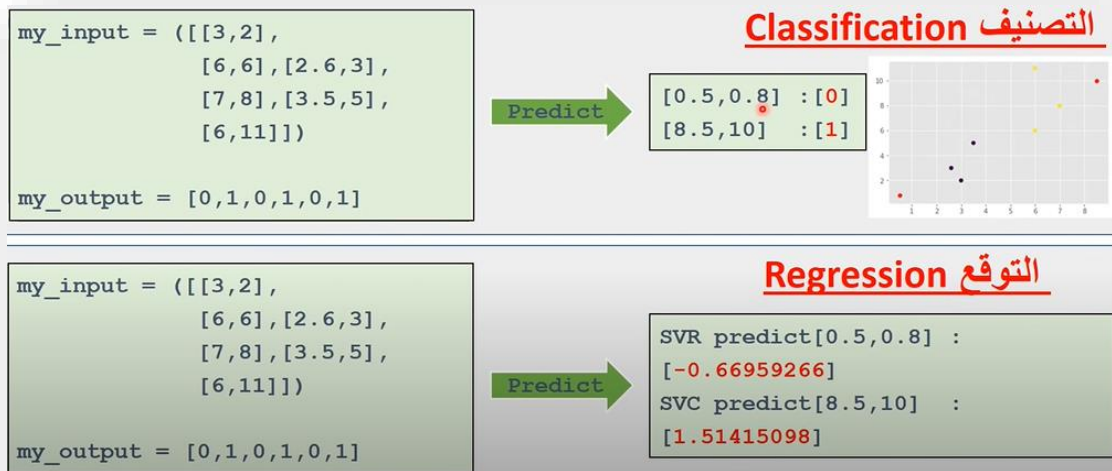 التصنيف Classification
my_input = ([[3,2],
[6,6],[2.6,3],
[7,8],[3.5,5],
[6,11]])
my_output = [0,1,0,1,0,1]
Predict
[0.5,0.8] :[0]
[8.5,10] :[1]
10
8
6
4
2
1 2 3 4 5 6 7 8
التوقع Regression
my_input = ([[3,2],
[6,6],[2.6,3],
[7,8],[3.5,5],
[6,11]])
my_output = [0,1,0,1,0,1]
Predict
SVR predict[0.5,0.8] :
[-0.66959266]
SVC predict[8.5,10] :
[1.51415098]